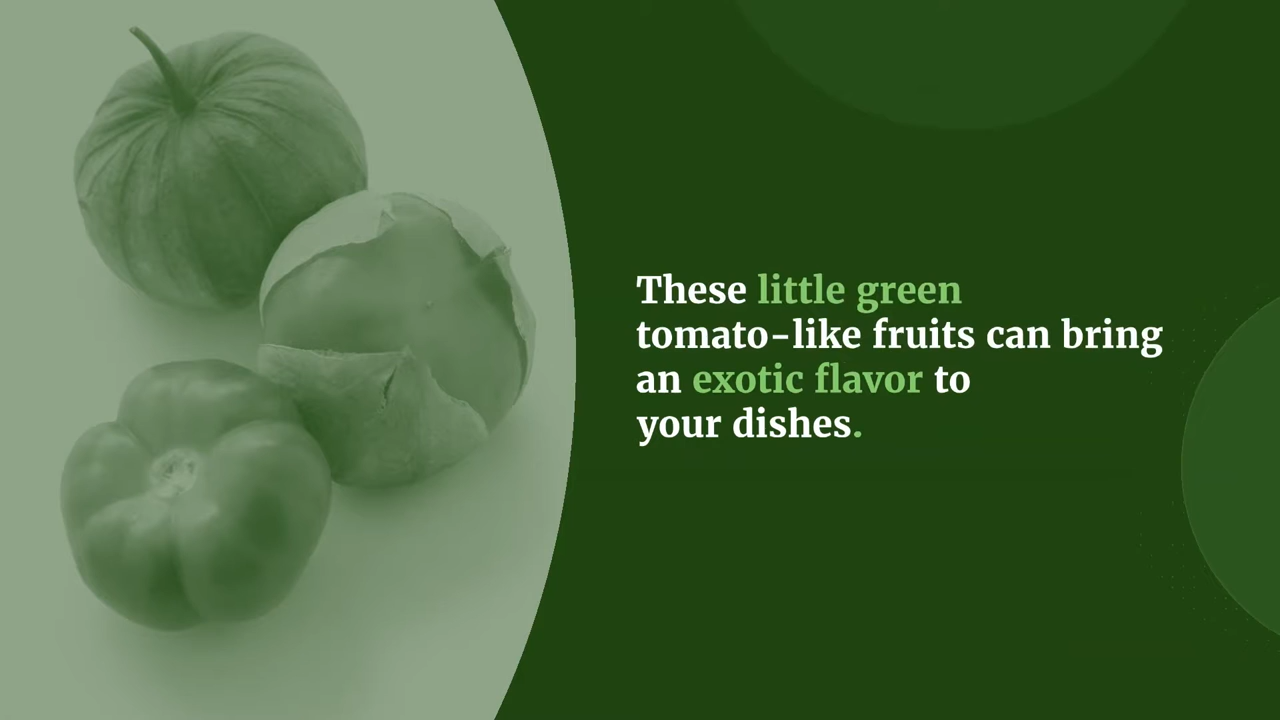 These little green
tomato-like fruits can bring
an exotic flavor to
your dishes.